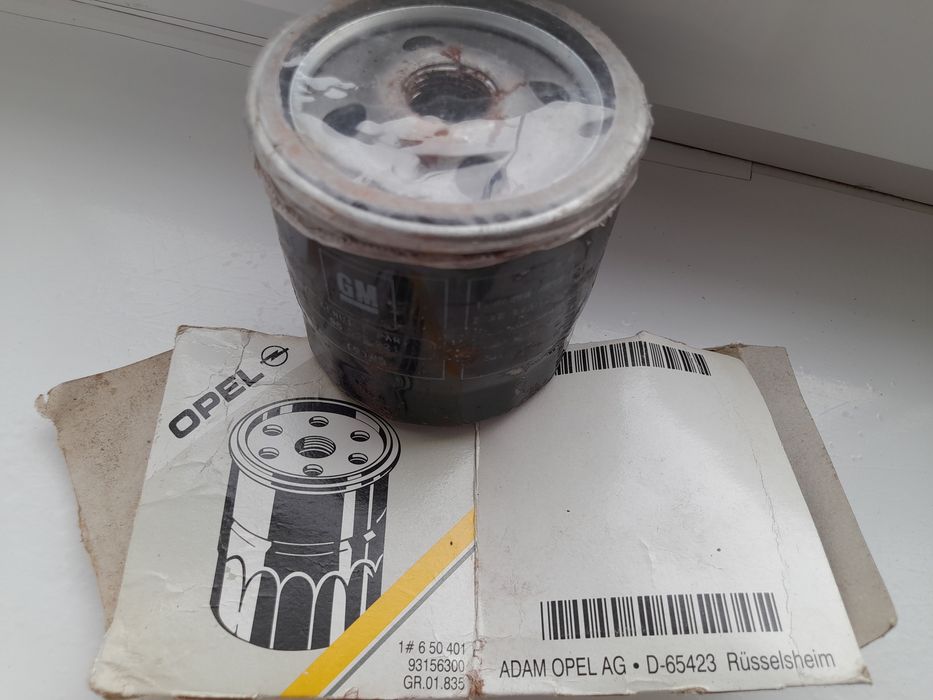 GM
OPEL
1# 6 50 401
93156300
GR.01.835
ADAM OPEL AG • D-65423 Rüsselsheim